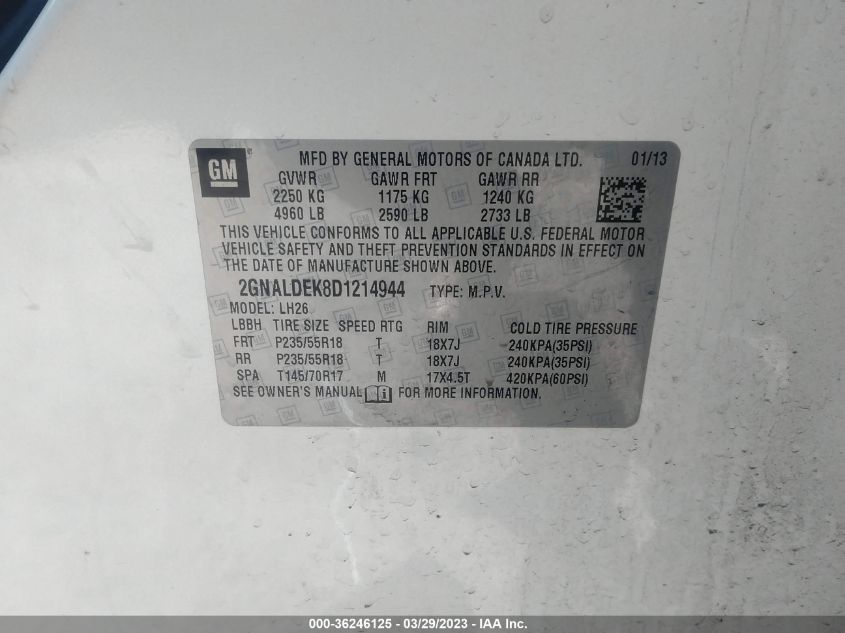 GM MFD BY GENERAL MOTORS OF CANADA LTD. 01/13
GVWR GAWR FRT GAWR RR
2250 KG 1175 KG 1240 KG
4960 LB 2590 LB 2733 LB
THIS VEHICLE CONFORMS TO ALL APPLICABLE U.S. FEDERAL MOTOR
VEHICLE SAFETY AND THEFT PREVENTION STANDARDS IN EFFECT ON
THE DATE OF MANUFACTURE SHOWN ABOVE.
2GNALDEK8D1214944 TYPE: M.P.V.
MODEL: LH26
LBBH TIRE SIZE SPEED RTG RIM COLD TIRE PRESSURE
FRT P235/55R18 T 18X7J 240KPA(35PSI)
RR P235/55R18 T 18X7J 240KPA(35PSI)
SPA T145/70R17 M 17X4.5T 420KPA(60PSI)
SEE OWNER'S MANUAL i FOR MORE INFORMATION.
000-36246125 - 03/29/2023 - IAA Inc.